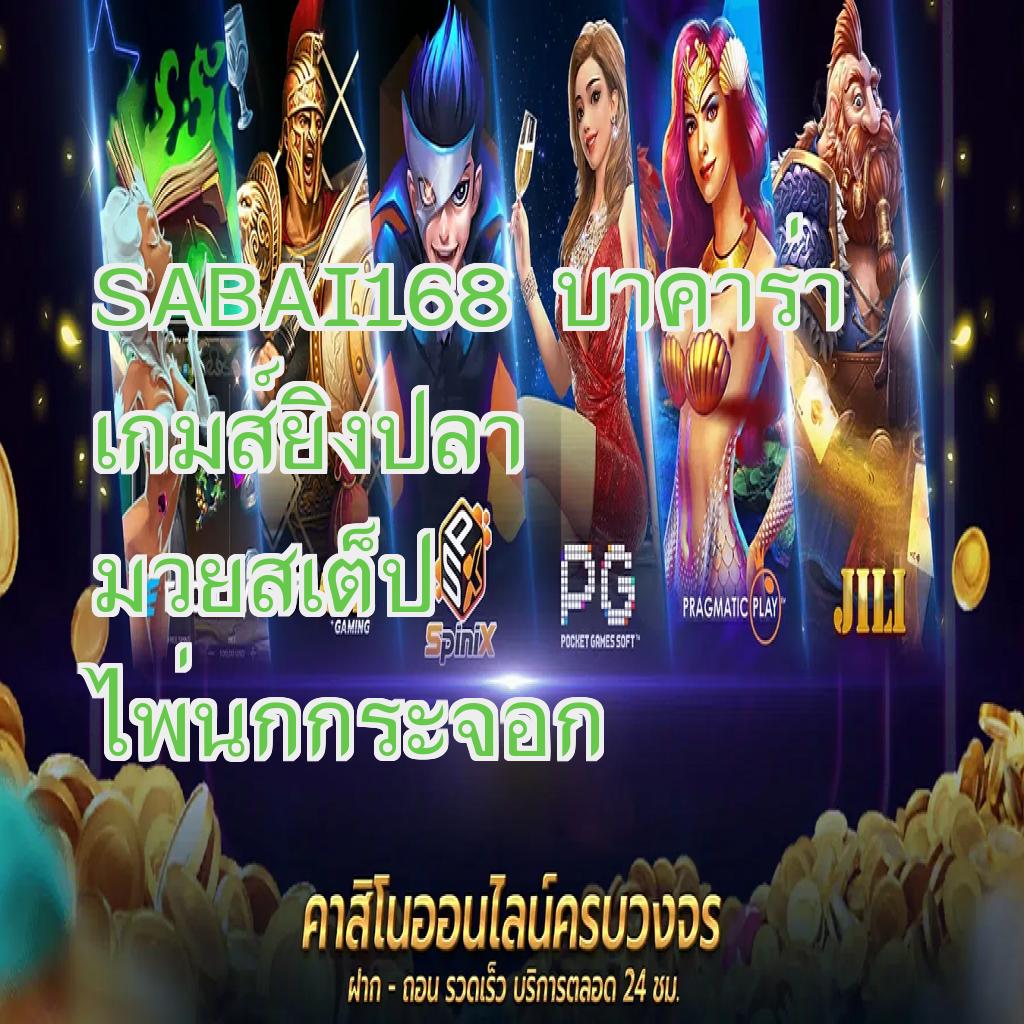 SABAI168 บาคาร่า
เกมส์ยิงปลา
มวยสเต็ป
ไพ่นกกระจอก
GAMING
SpiniX
PG
POCKET GAMES SOFT™
PRAGMATIC PLAY™
JILI
คาสิโนออนไลน์ครบวงจร
ฝาก - ถอน รวดเร็ว บริการตลอด 24 ชม.